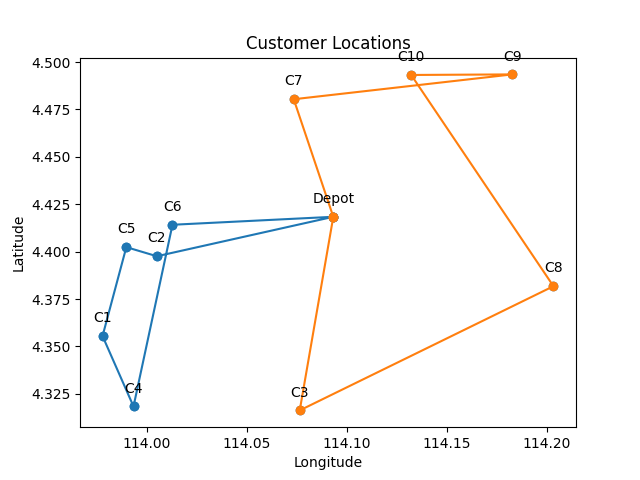 Customer Locations
4.500
4.475
4.450
4.425
4.400
4.375
4.350
4.325
Latitude
C10
C9
C7
Depot
C6
C5
C2
C8
C1
C4
C3
114.00 114.05 114.10 114.15 114.20
Longitude